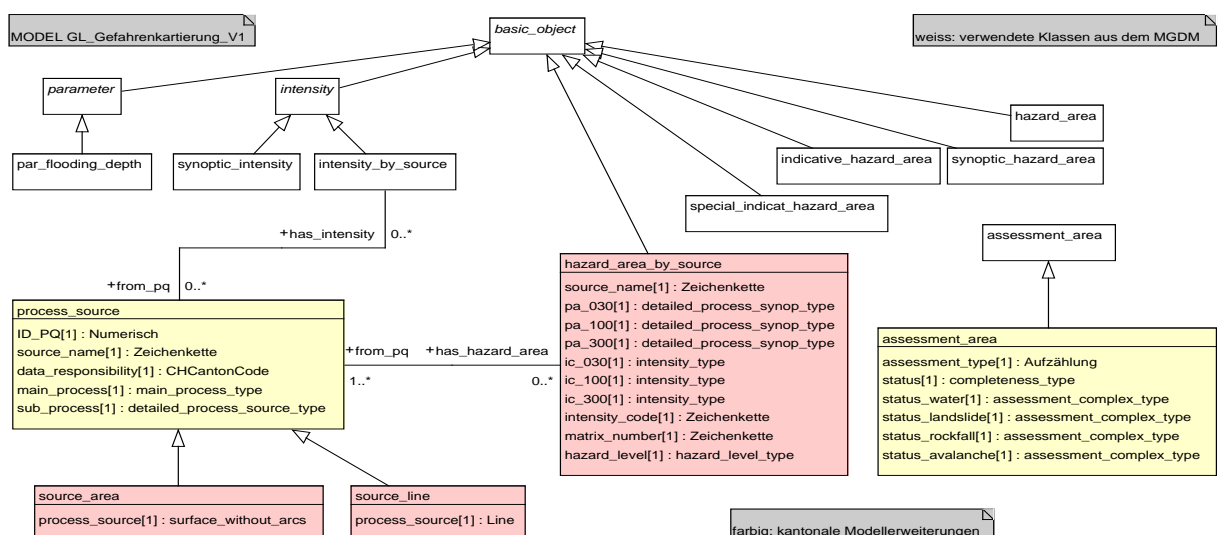 MODEL GL_Gefahrenkartierung_V1
basic_object
weiss: verwendete Klassen aus dem MGDM
parameter
intensity
hazard_area
par_flooding_depth
synoptic_intensity
intensity_by_source
indicative_hazard_area
synoptic_hazard_area
special_indicat_hazard_area
+has_intensity 0..*
assessment_area
+from_pq 0..*
process_source
ID_PQ[1] : Numerisch
source_name[1] : Zeichenkette
data_responsibility[1] : CHCantonCode
main_process[1] : main_process_type
sub_process[1] : detailed_process_source_type
+from_pq +has_hazard_area
1..* 0..*
hazard_area_by_source
source_name[1] : Zeichenkette
pa_030[1] : detailed_process_synop_type
pa_100[1] : detailed_process_synop_type
pa_300[1] : detailed_process_synop_type
ic_030[1] : intensity_type
ic_100[1] : intensity_type
ic_300[1] : intensity_type
intensity_code[1] : Zeichenkette
matrix_number[1] : Zeichenkette
hazard_level[1] : hazard_level_type
assessment_area
assessment_type[1] : Aufzählung
status[1] : completeness_type
status_water[1] : assessment_complex_type
status_landslide[1] : assessment_complex_type
status_rockfall[1] : assessment_complex_type
status_avalanche[1] : assessment_complex_type
source_area
process_source[1] : surface_without_arcs
source_line
process_source[1] : Line
farbig: kantonale Modellerweiterungen